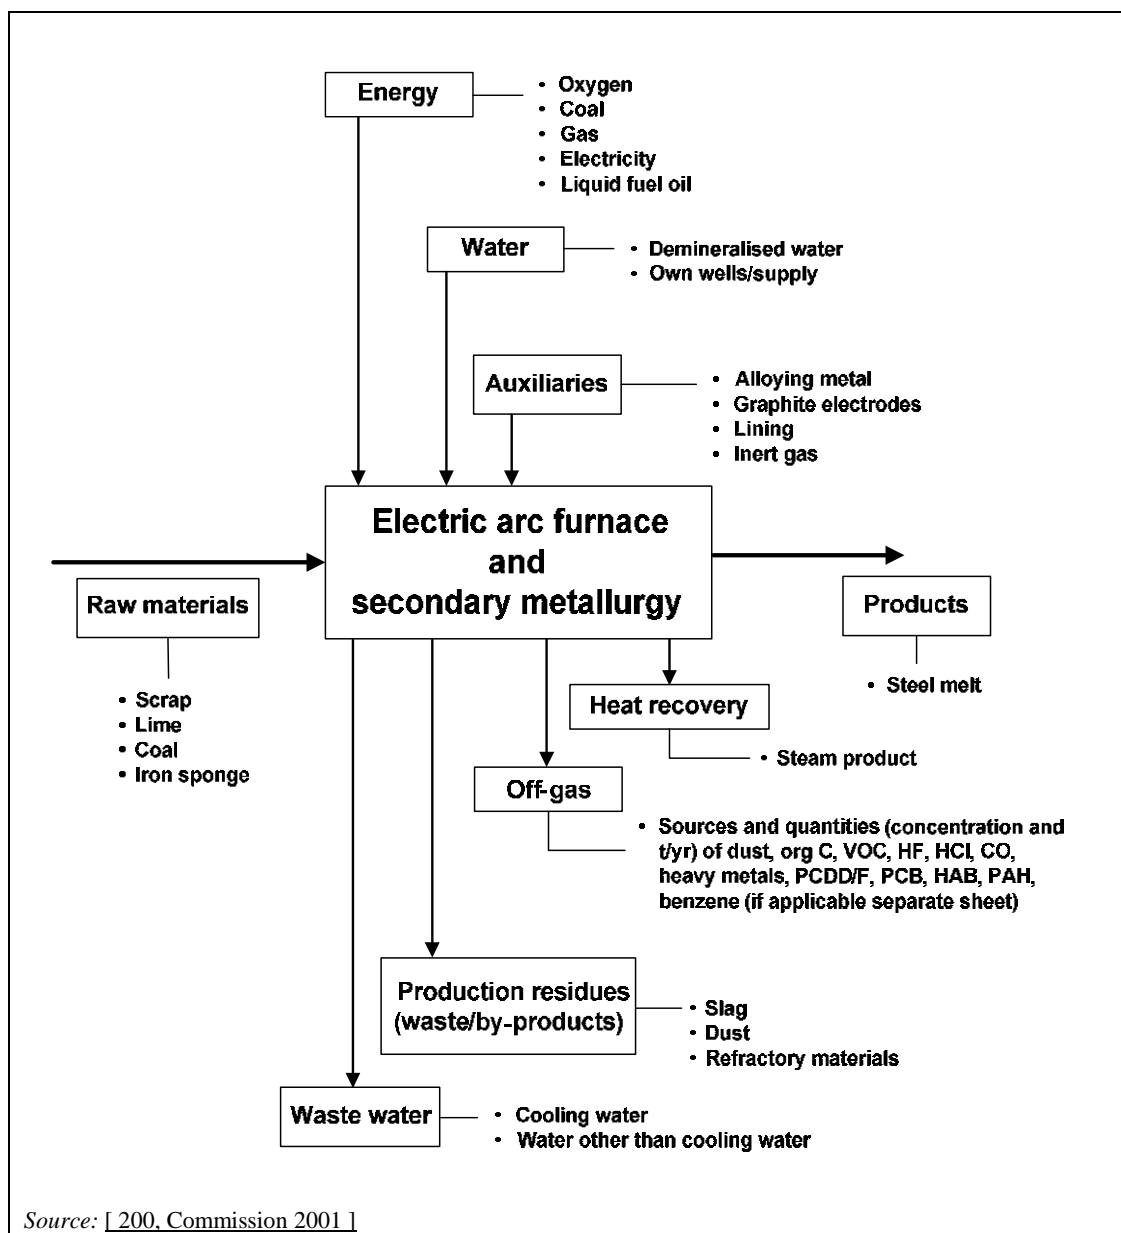 Energy
• Oxygen
• Coal
• Gas
• Electricity
• Liquid fuel oil
Water
• Demineralised water
• Own wells/supply
Auxiliaries
• Alloying metal
• Graphite electrodes
• Lining
• Inert gas
Electric arc furnace
and
secondary metallurgy
Raw materials
• Scrap
• Lime
• Coal
• Iron sponge
Products
• Steel melt
Heat recovery
• Steam product
Off-gas
• Sources and quantities (concentration and
t/yr) of dust, org C, VOC, HF, HCl, CO,
heavy metals, PCDD/F, PCB, HAB, PAH,
benzene (if applicable separate sheet)
Production residues
(waste/by-products)
• Slag
• Dust
• Refractory materials
Waste water
• Cooling water
• Water other than cooling water
Source: [ 200, Commission 2001 ]